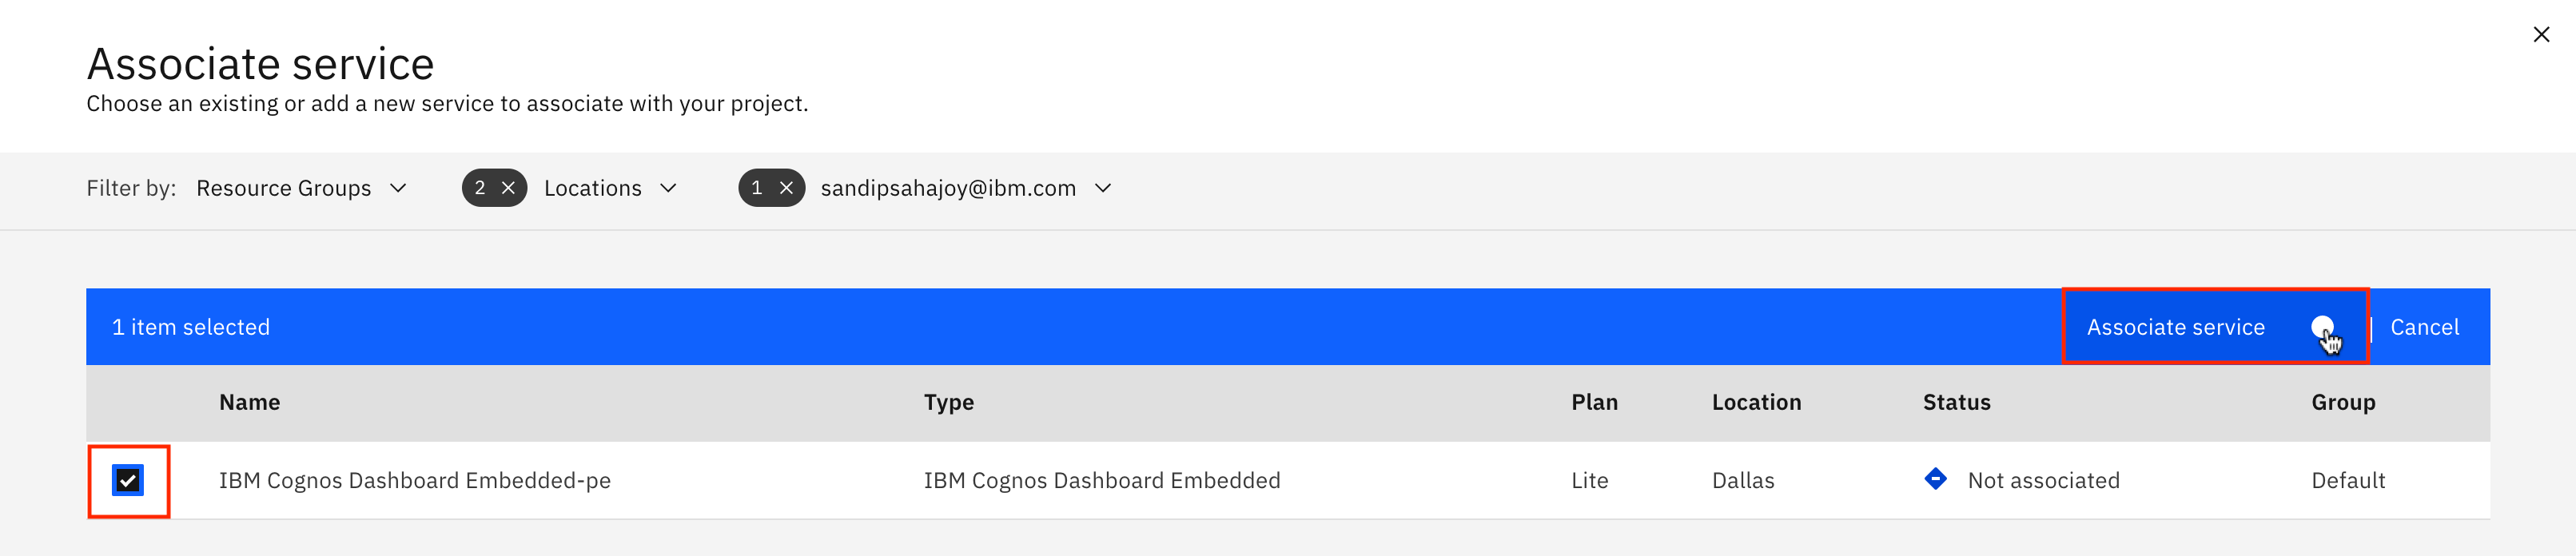 Associate service
Choose an existing or add a new service to associate with your project.
Filter by: Resource Groups 2 Locations 1 sandipsahajoy@ibm.com
1 item selected Associate service Cancel
Name Type Plan Location Status Group
IBM Cognos Dashboard Embedded-pe IBM Cognos Dashboard Embedded Lite Dallas Not associated Default